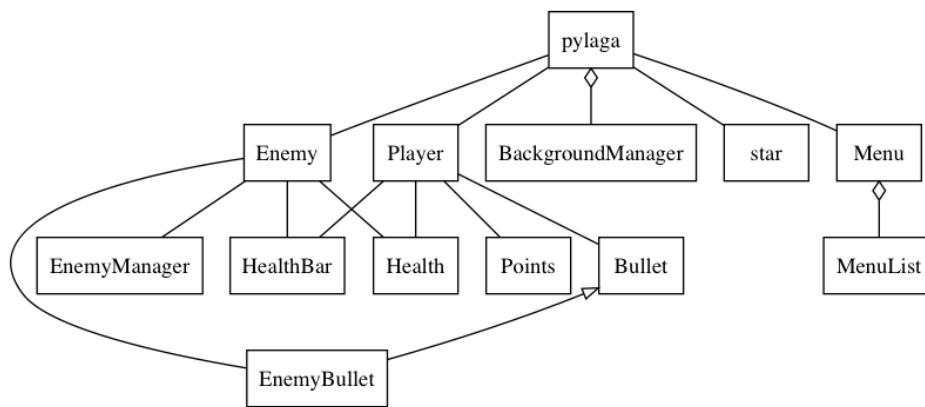 pylaga
Enemy
Player
BackgroundManager
star
Menu
EnemyManager
HealthBar
Health
Points
Bullet
MenuList
EnemyBullet